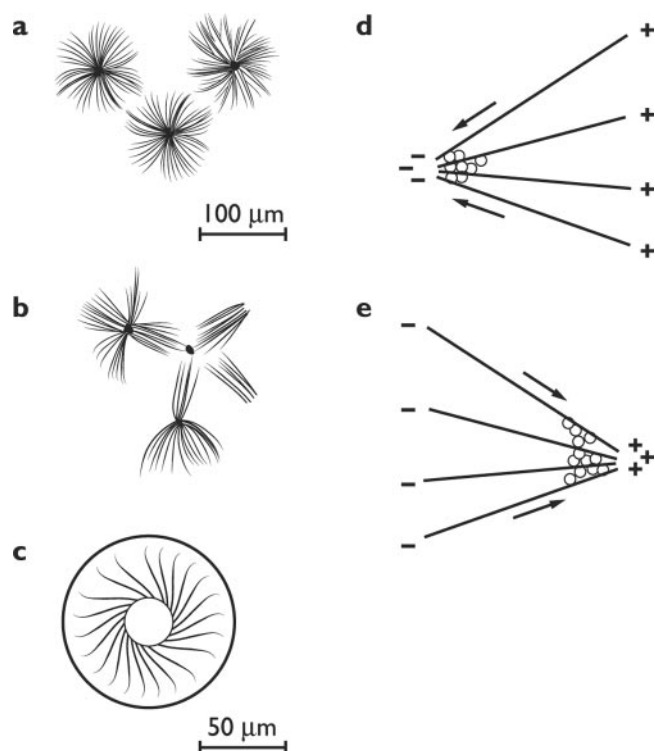 a
100 µm
b
c
50 µm
d
+
+
–
–
–
+
+
e
–
–
+
+
+
–
–